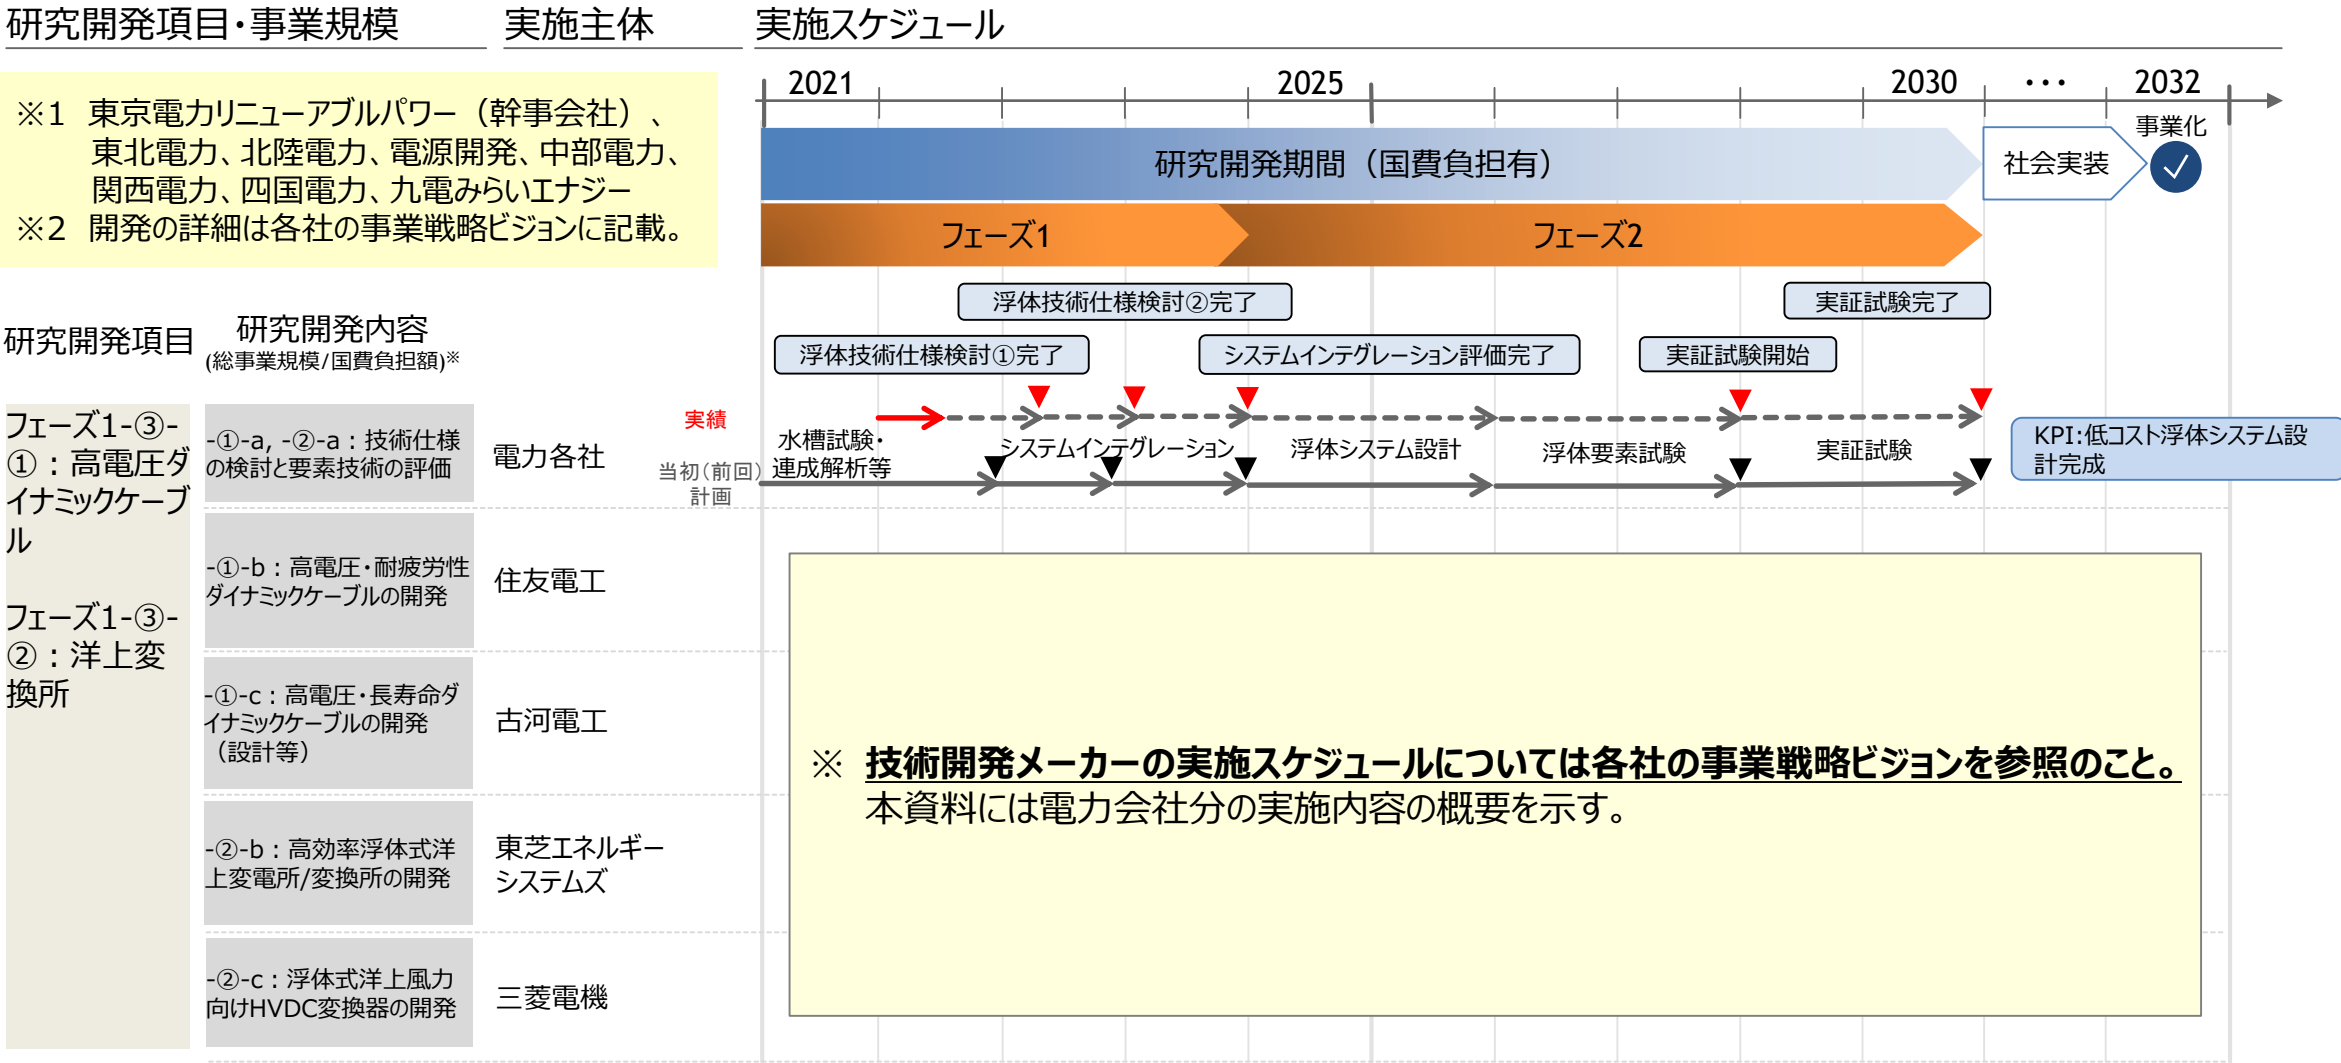 研究開発項目・事業規模
実施主体
実施スケジュール
※1 東京電力リニューアブルパワー（幹事会社）、
東北電力、北陸電力、電源開発、中部電力、
関西電力、四国電力、九電みらいエナジー
※2 開発の詳細は各社の事業戦略ビジョンに記載。
2021
2025
2030
・・・
2032
事業化
研究開発期間（国費負担有）
社会実装
フェーズ1
フェーズ2
浮体技術仕様検討②完了
実証試験完了
浮体技術仕様検討①完了
システムインテグレーション評価完了
実証試験開始
研究開発項目
研究開発内容
(総事業規模/国費負担額)※
フェーズ1-③-
①：高電圧ダ
イナミックケーブ
ル
フェーズ1-③-
②：洋上変
換所
-①-a, -②-a：技術仕様
の検討と要素技術の評価
電力各社
実績
当初(前回)
計画
水槽試験・
連成解析等
システムインテグレーション
浮体システム設計
浮体要素試験
実証試験
KPI:低コスト浮体システム設
計完成
-①-b：高電圧・耐疲労性
ダイナミックケーブルの開発
住友電工
-①-c：高電圧・長寿命ダ
イナミックケーブルの開発
（設計等）
古河電工
-②-b：高効率浮体式洋
上変電所/変換所の開発
東芝エネルギー
システムズ
-②-c：浮体式洋上風力
向けHVDC変換器の開発
三菱電機
※ 技術開発メーカーの実施スケジュールについては各社の事業戦略ビジョンを参照のこと。
本資料には電力会社分の実施内容の概要を示す。